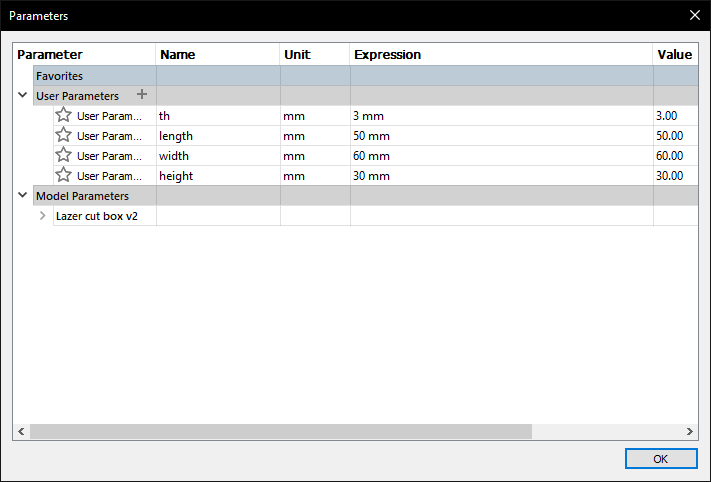 Parameters
Parameter Name Unit Expression Value
Favorites
User Parameters +
User Param... th mm 3 mm 3.00
User Param... length mm 50 mm 50.00
User Param... width mm 60 mm 60.00
User Param... height mm 30 mm 30.00
Model Parameters
Lazer cut box v2
OK